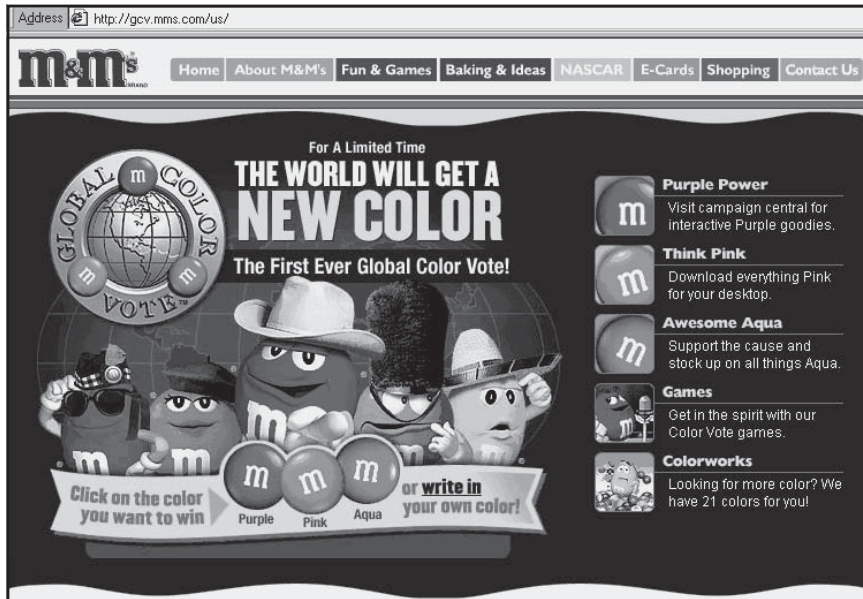 Address http://gcv.mms.com/us/
m&m's®
BRAND
Home About M&M's Fun & Games Baking & Ideas NASCAR E-Cards Shopping Contact Us
GLOBAL COLOR VOTE™
m
m
m
For A Limited Time
THE WORLD WILL GET A
NEW COLOR
The First Ever Global Color Vote!
Click on the color
you want to win
m m m
Purple Pink Aqua
or write in
your own color!
m
Purple Power
Visit campaign central for
interactive Purple goodies.
m
Think Pink
Download everything Pink
for your desktop.
m
Awesome Aqua
Support the cause and
stock up on all things Aqua.
Games
Get in the spirit with our
Color Vote games.
Colorworks
Looking for more color? We
have 21 colors for you!